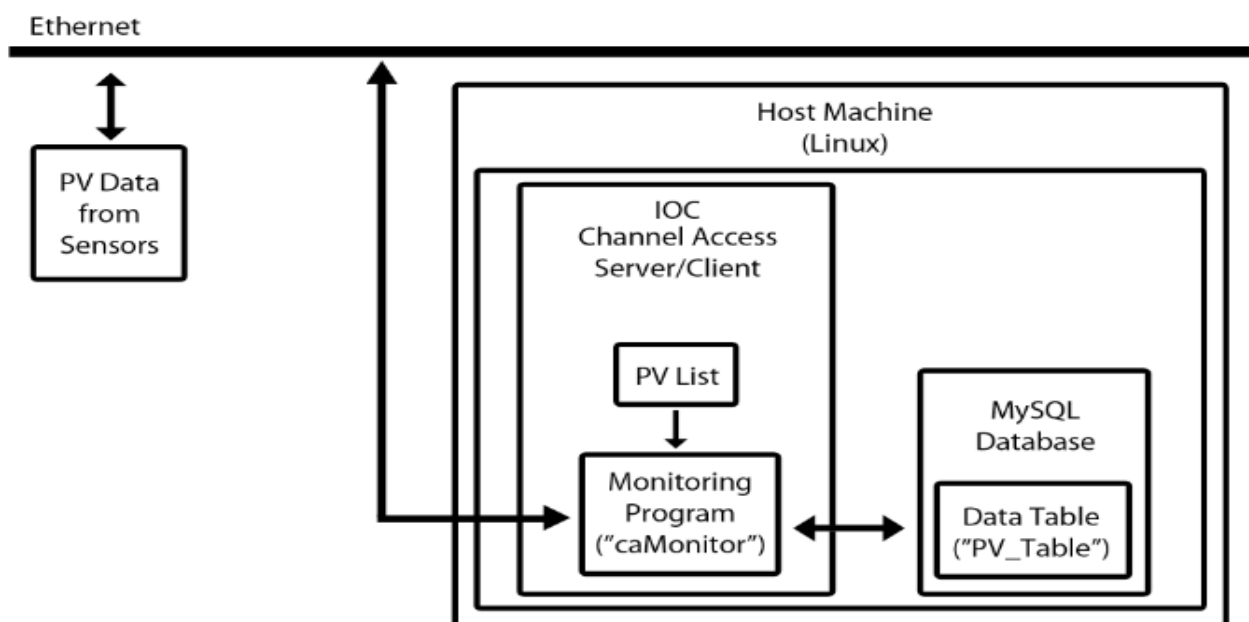 Ethernet
PV Data
from
Sensors
Host Machine
(Linux)
IOC
Channel Access
Server/Client
PV List
Monitoring
Program
("caMonitor")
MySQL
Database
Data Table
("PV_Table")